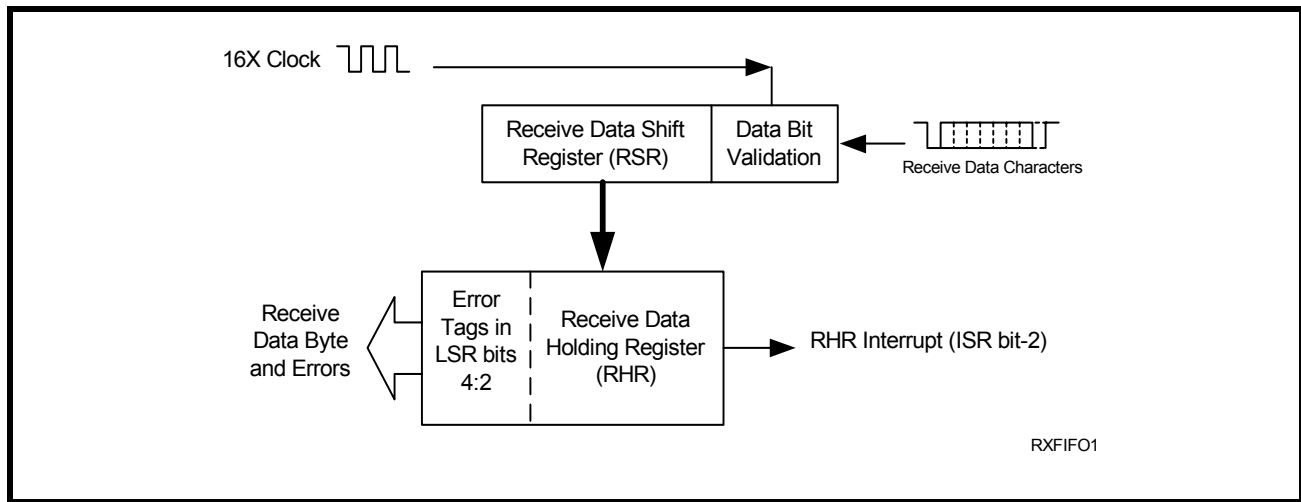 16X Clock
Receive Data Shift
Register (RSR)
Data Bit
Validation
Receive Data Characters
Receive
Data Byte
and Errors
Error
Tags in
LSR bits
4:2
Receive Data
Holding Register
(RHR)
RHR Interrupt (ISR bit-2)
RXFIFO1